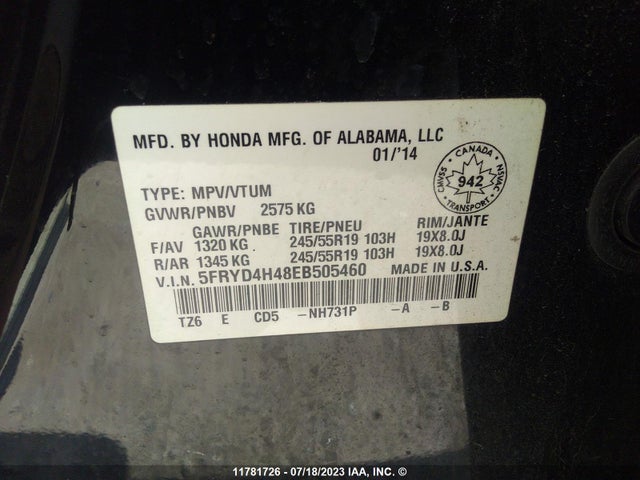 MFD. BY HONDA MFG. OF ALABAMA, LLC
01/'14
CANADA
CMVSS 942 NSVAC
TRANSPORT
TYPE: MPV/VTUM
GVWR/PNBV 2575 KG
GAWR/PNBE TIRE/PNEU RIM/JANTE
F/AV 1320 KG 245/55R19 103H 19X8.0J
R/AR 1345 KG 245/55R19 103H 19X8.0J
V.I.N. 5FRYD4H48EB505460 MADE IN U.S.A.
TZ6 E CD5 -NH731P -A -B
11781726 - 07/18/2023 IAA, INC. ©